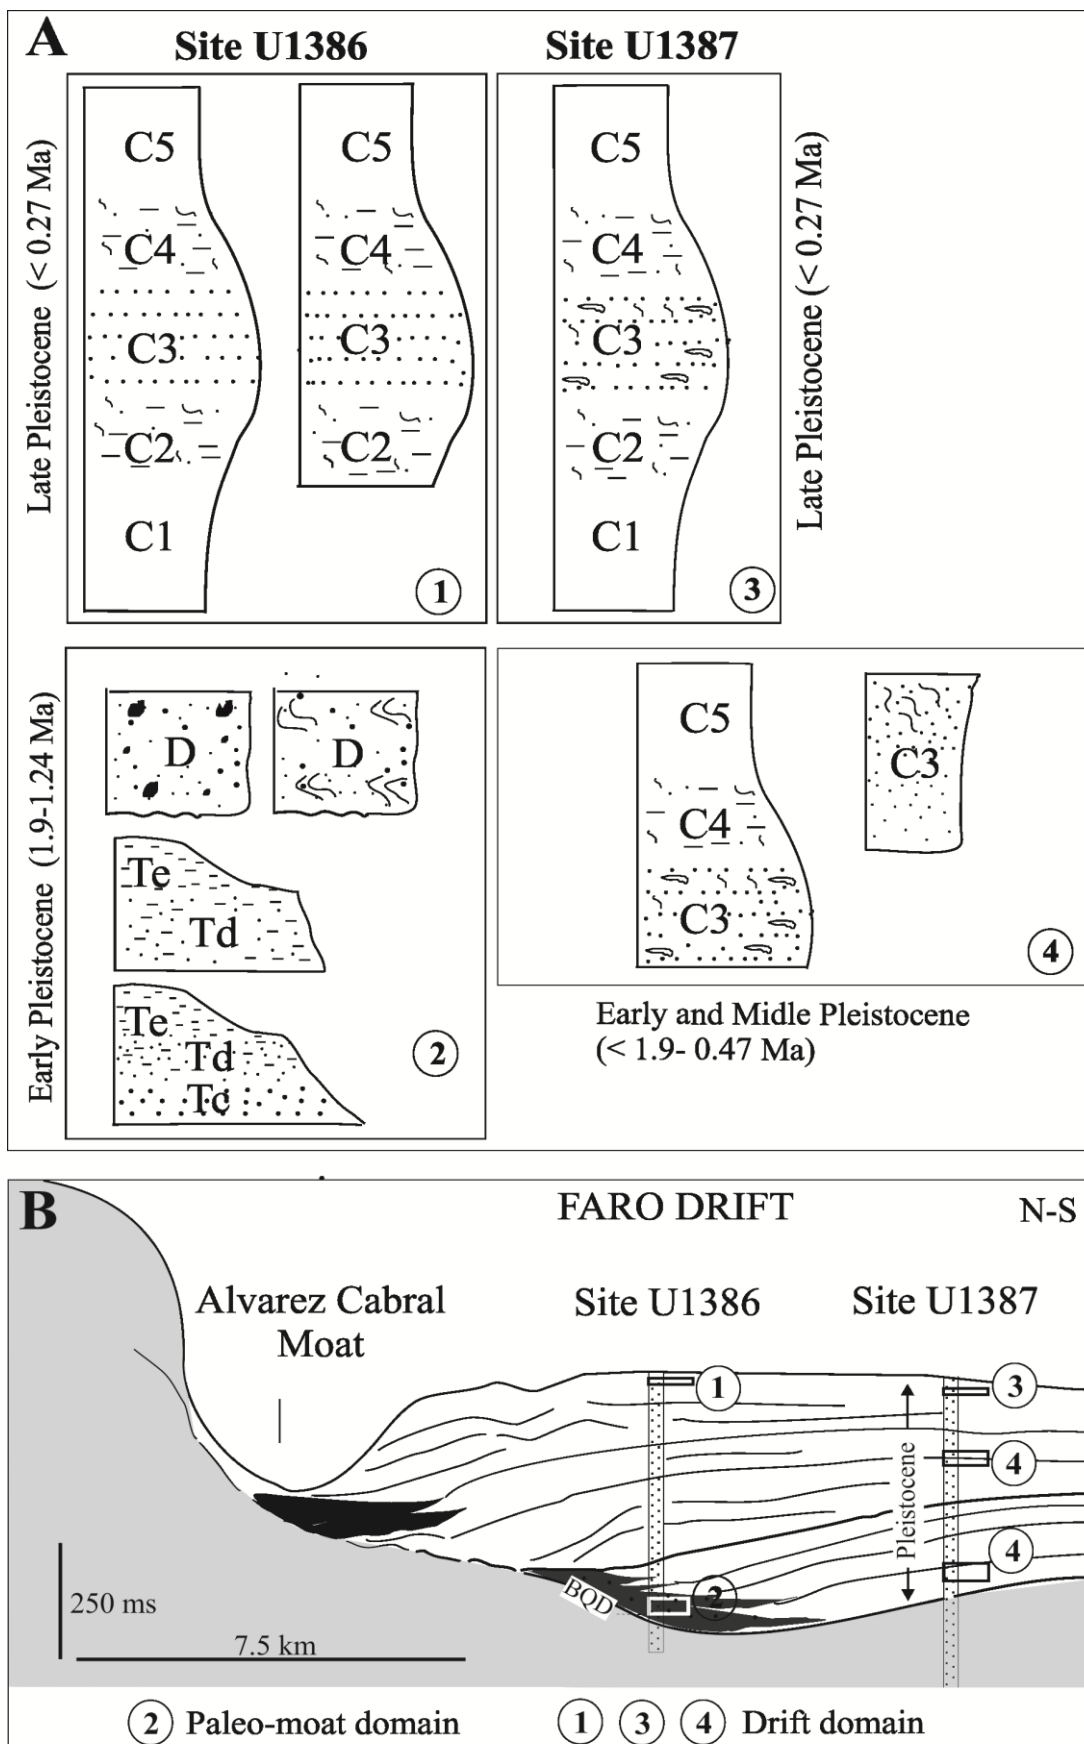 A
Site U1386
Site U1387
Late Pleistocene (< 0.27 Ma)
C5
C4
C3
C2
C1
C5
C4
C3
C2
1
C5
C4
C3
C2
C1
3
Late Pleistocene (< 0.27 Ma)
Early Pleistocene (1.9-1.24 Ma)
D
D
Te
Td
Te
Td
Tc
2
C5
C4
C3
C3
4
Early and Midle Pleistocene
(< 1.9- 0.47 Ma)
B
FARO DRIFT
N-S
Alvarez Cabral
Moat
Site U1386
Site U1387
1
3
4
4
Pleistocene
2
BQD
250 ms
7.5 km
2 Paleo-moat domain
1 3 4 Drift domain